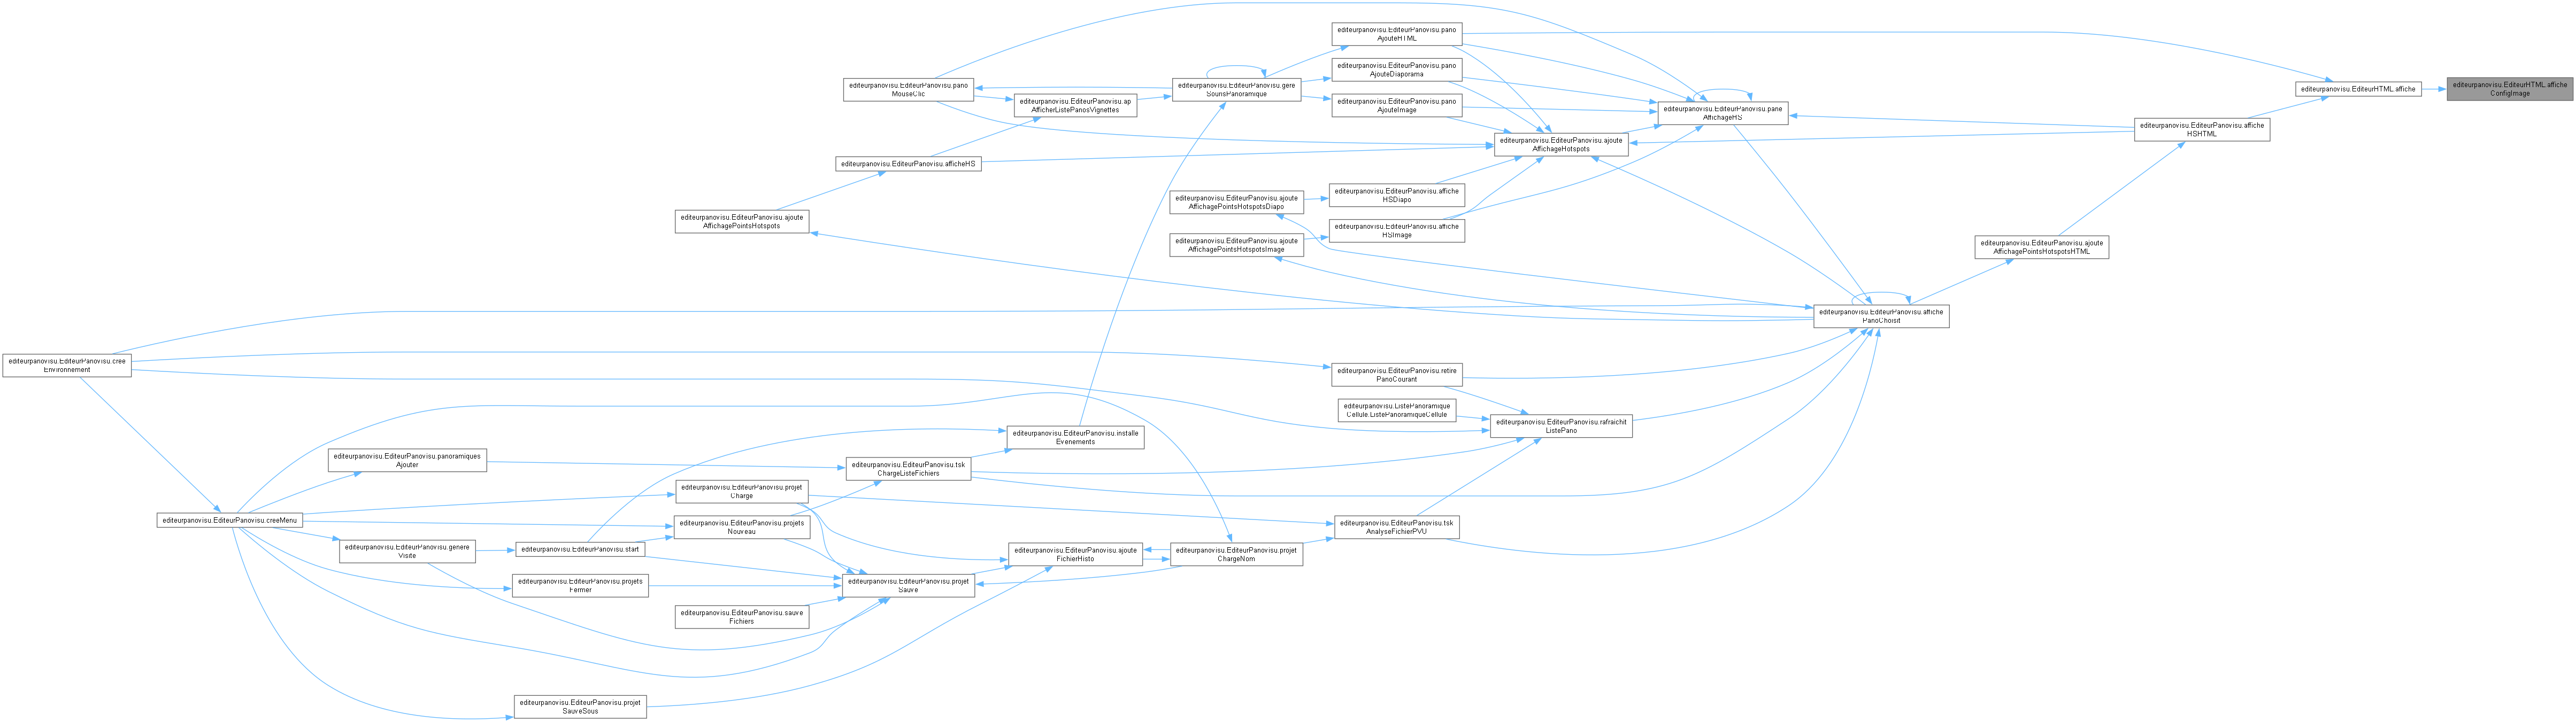 editeurpanovisu.EditeurPanovisu.pano
AjouteHTML
editeurpanovisu.EditeurPanovisu.pano
AjouteDiaporama
editeurpanovisu.EditeurPanovisu.pano
MouseClic
editeurpanovisu.EditeurPanovisu.gere
SourisPanoramique
editeurpanovisu.EditeurHTML.affiche
editeurpanovisu.EditeurHTML.affiche
ConfigImage
editeurpanovisu.EditeurPanovisu.ap
AfficherListePanosVignettes
editeurpanovisu.EditeurPanovisu.pano
AjouteImage
editeurpanovisu.EditeurPanovisu.pane
AffichageHS
editeurpanovisu.EditeurPanovisu.affiche
HSHTML
editeurpanovisu.EditeurPanovisu.ajoute
AffichageHotspots
editeurpanovisu.EditeurPanovisu.afficheHS
editeurpanovisu.EditeurPanovisu.affiche
HSDiapo
editeurpanovisu.EditeurPanovisu.ajoute
AffichagePointsHotspotsDiapo
editeurpanovisu.EditeurPanovisu.ajoute
AffichagePointsHotspots
editeurpanovisu.EditeurPanovisu.affiche
HSImage
editeurpanovisu.EditeurPanovisu.ajoute
AffichagePointsHotspotsImage
editeurpanovisu.EditeurPanovisu.ajoute
AffichagePointsHotspotsHTML
editeurpanovisu.EditeurPanovisu.affiche
PanoChoisit
editeurpanovisu.EditeurPanovisu.cree
Environnement
editeurpanovisu.EditeurPanovisu.retire
PanoCourant
editeurpanovisu.ListePanoramique
Cellule.ListePanoramiqueCellule
editeurpanovisu.EditeurPanovisu.rafraichit
ListePano
editeurpanovisu.EditeurPanovisu.installe
Evenements
editeurpanovisu.EditeurPanovisu.panoramiques
Ajouter
editeurpanovisu.EditeurPanovisu.tsk
ChargeListeFichiers
editeurpanovisu.EditeurPanovisu.projet
Charge
editeurpanovisu.EditeurPanovisu.creeMenu
editeurpanovisu.EditeurPanovisu.projets
Nouveau
editeurpanovisu.EditeurPanovisu.tsk
AnalyseFichierPVU
editeurpanovisu.EditeurPanovisu.genere
Visite
editeurpanovisu.EditeurPanovisu.start
editeurpanovisu.EditeurPanovisu.ajoute
FichierHisto
editeurpanovisu.EditeurPanovisu.projet
ChargeNom
editeurpanovisu.EditeurPanovisu.projets
Fermer
editeurpanovisu.EditeurPanovisu.projet
Sauve
editeurpanovisu.EditeurPanovisu.sauve
Fichiers
editeurpanovisu.EditeurPanovisu.projet
SauveSous